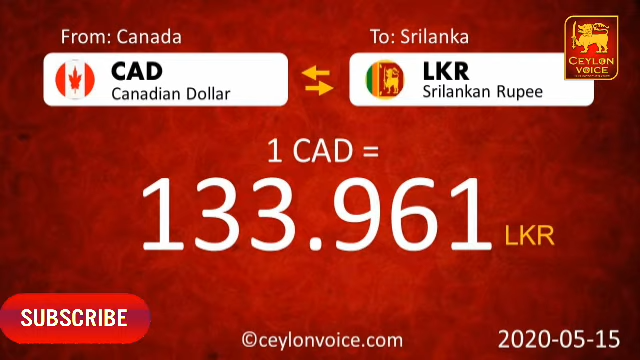 From: Canada
To: Srilanka
CAD
Canadian Dollar
LKR
Srilankan Rupee
CEYLON
VOICE
1 CAD =
133.961 LKR
SUBSCRIBE
©ceylonvoice.com
2020-05-15